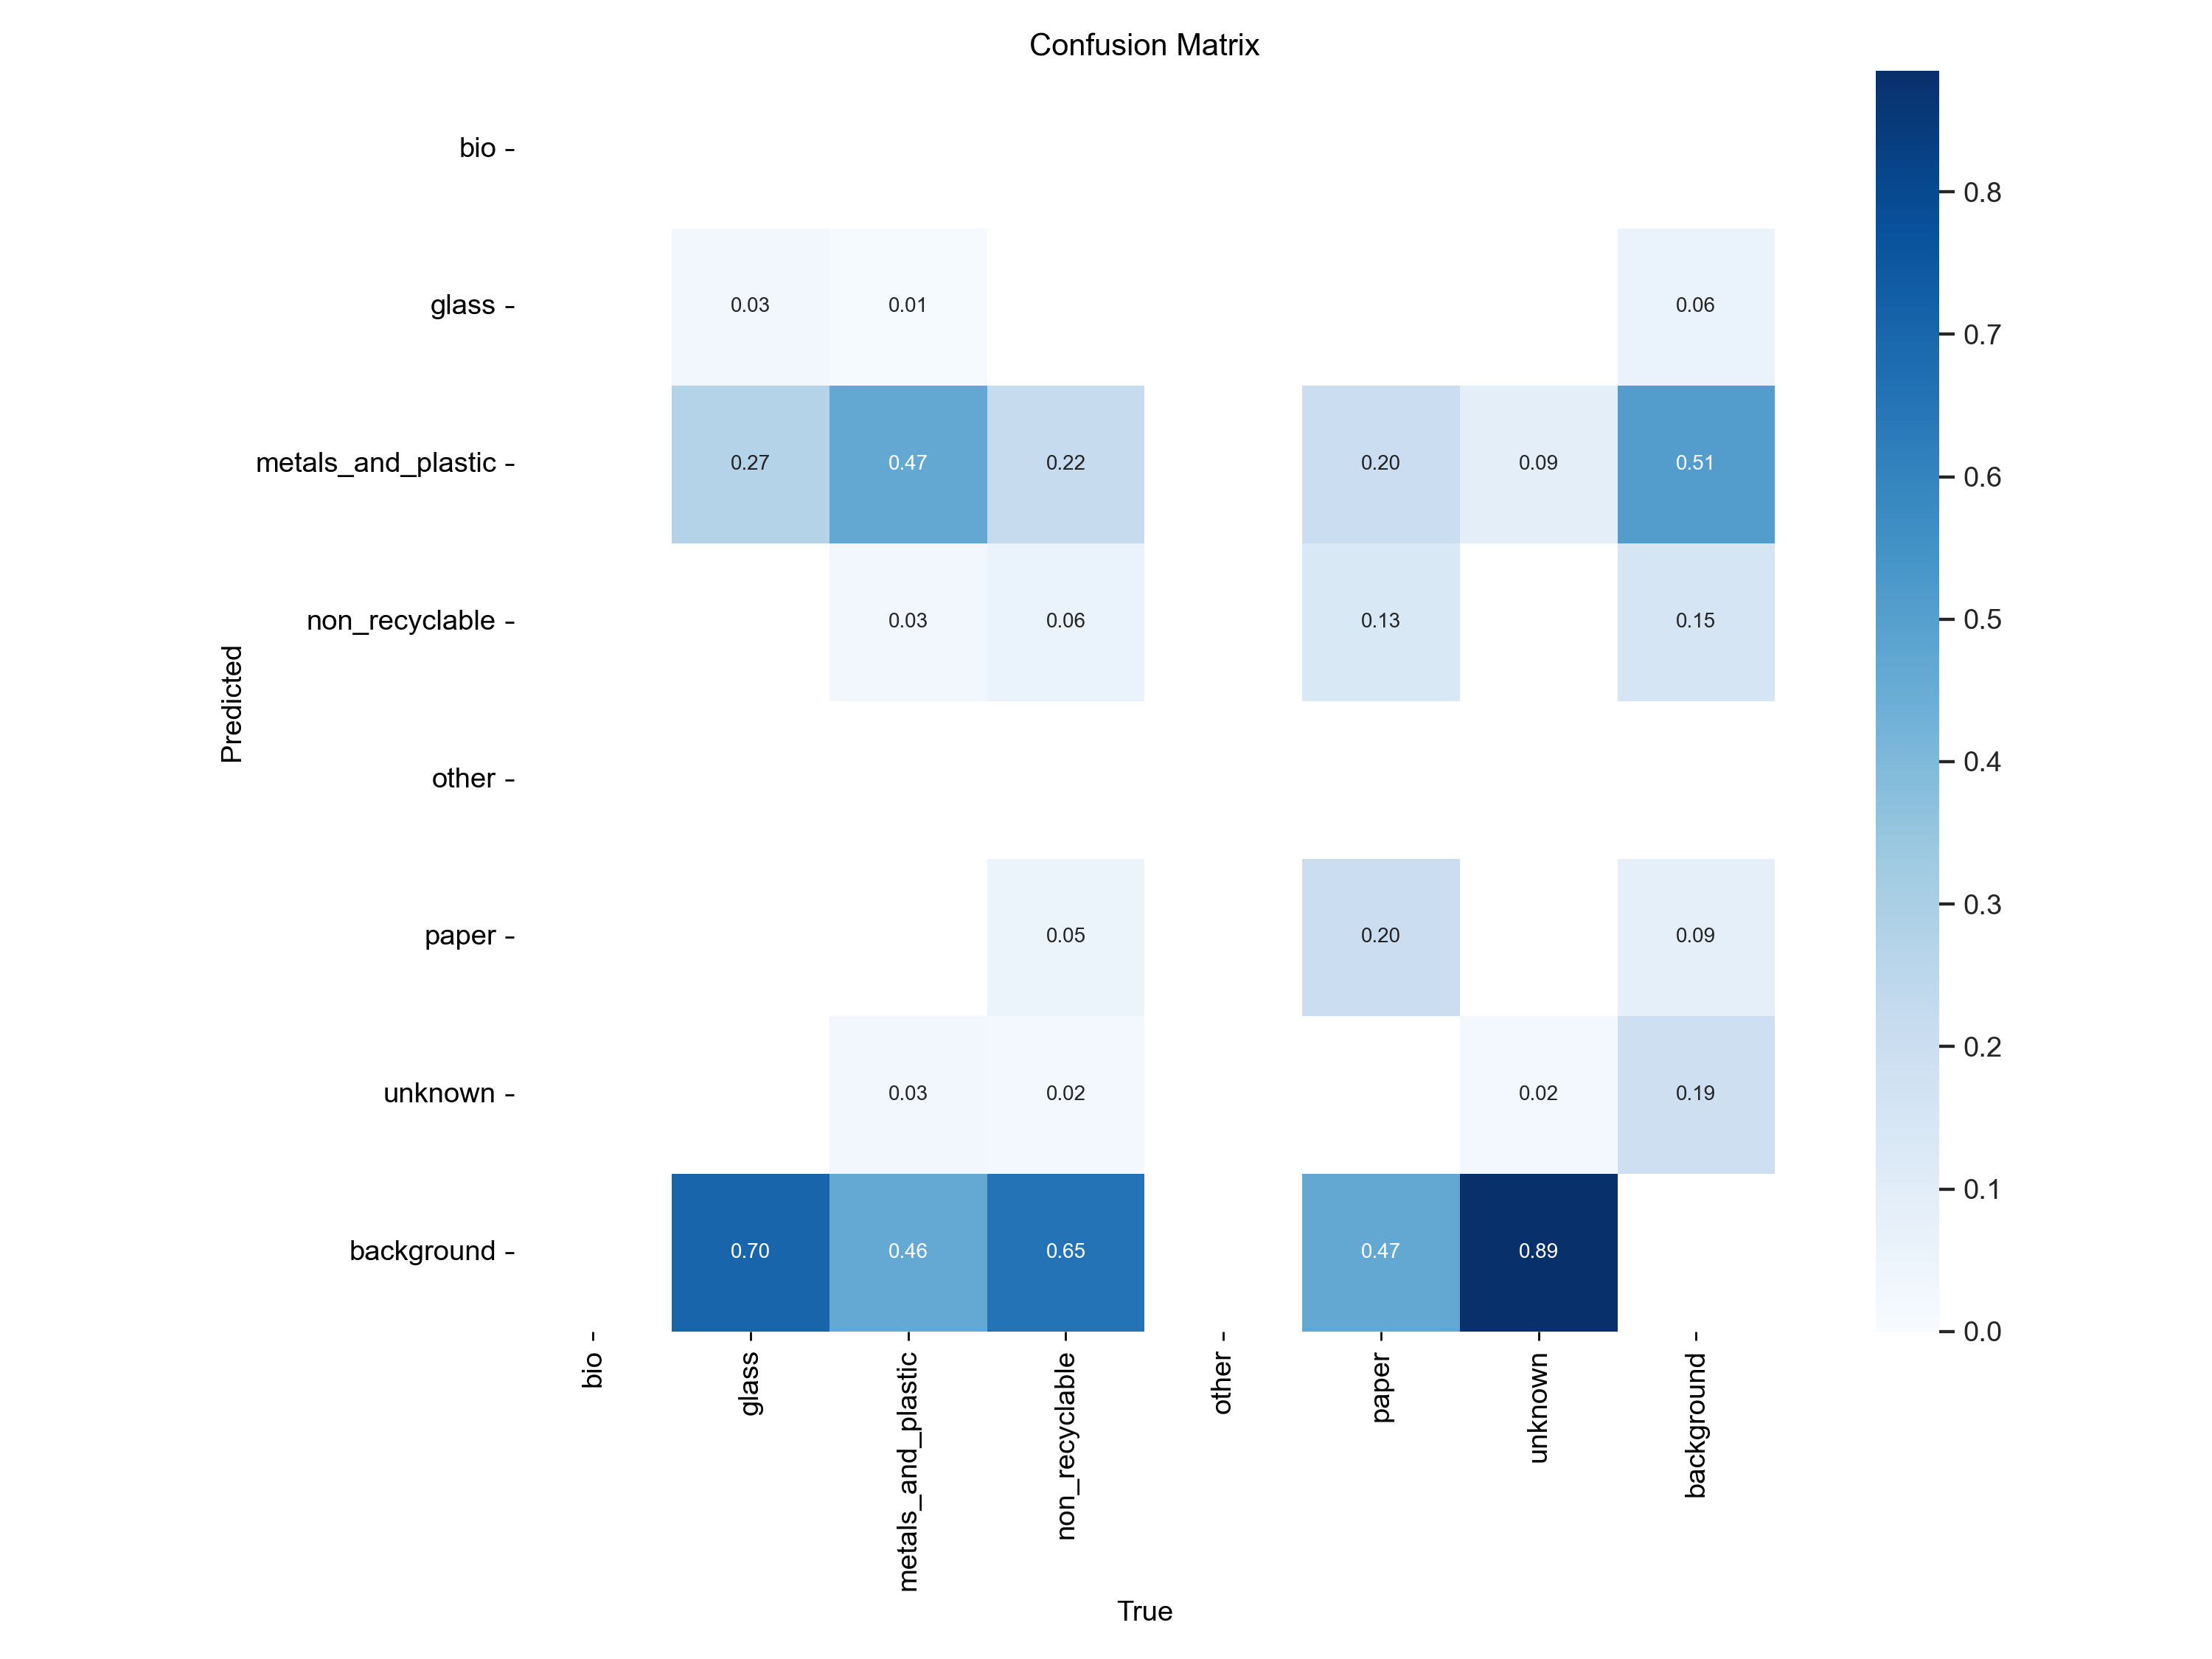 Confusion Matrix
Predicted
bio
glass
0.03 0.01 0.06
metals_and_plastic
0.27 0.47 0.22 0.20 0.09 0.51
non_recyclable
0.03 0.06 0.13 0.15
other
paper
0.05 0.20 0.09
unknown
0.03 0.02 0.02 0.19
background
0.70 0.46 0.65 0.47 0.89
bio
glass
metals_and_plastic
non_recyclable
other
paper
unknown
background
True
0.8
0.7
0.6
0.5
0.4
0.3
0.2
0.1
0.0